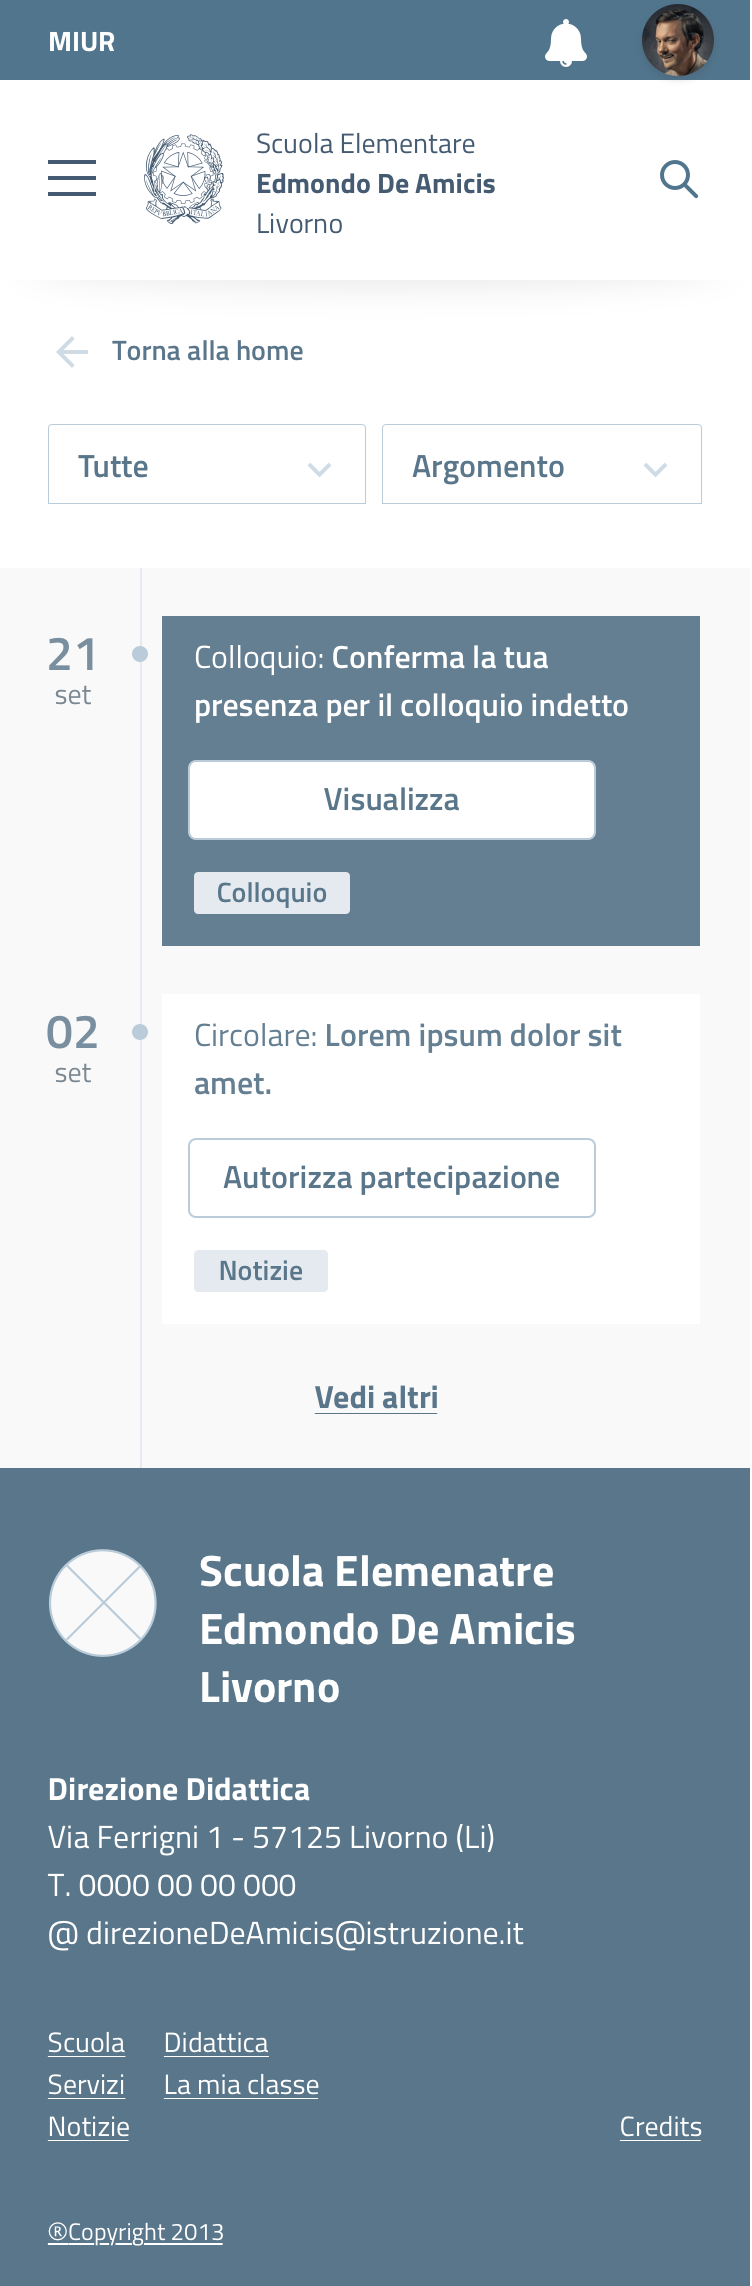 MIUR
Scuola Elementare
Edmondo De Amicis
Livorno
REPVBBLICA ITALIANA
Torna alla home
Tutte
Argomento
21
set
Colloquio: Conferma la tua
presenza per il colloquio indetto
Visualizza
Colloquio
02
set
Circolare: Lorem ipsum dolor sit
amet.
Autorizza partecipazione
Notizie
Vedi altri
Scuola Elemenatre
Edmondo De Amicis
Livorno
Direzione Didattica
Via Ferrigni 1 - 57125 Livorno (Li)
T. 0000 00 00 000
@ direzioneDeAmicis@istruzione.it
Scuola Didattica
Servizi La mia classe
Notizie Credits
®Copyright 2013